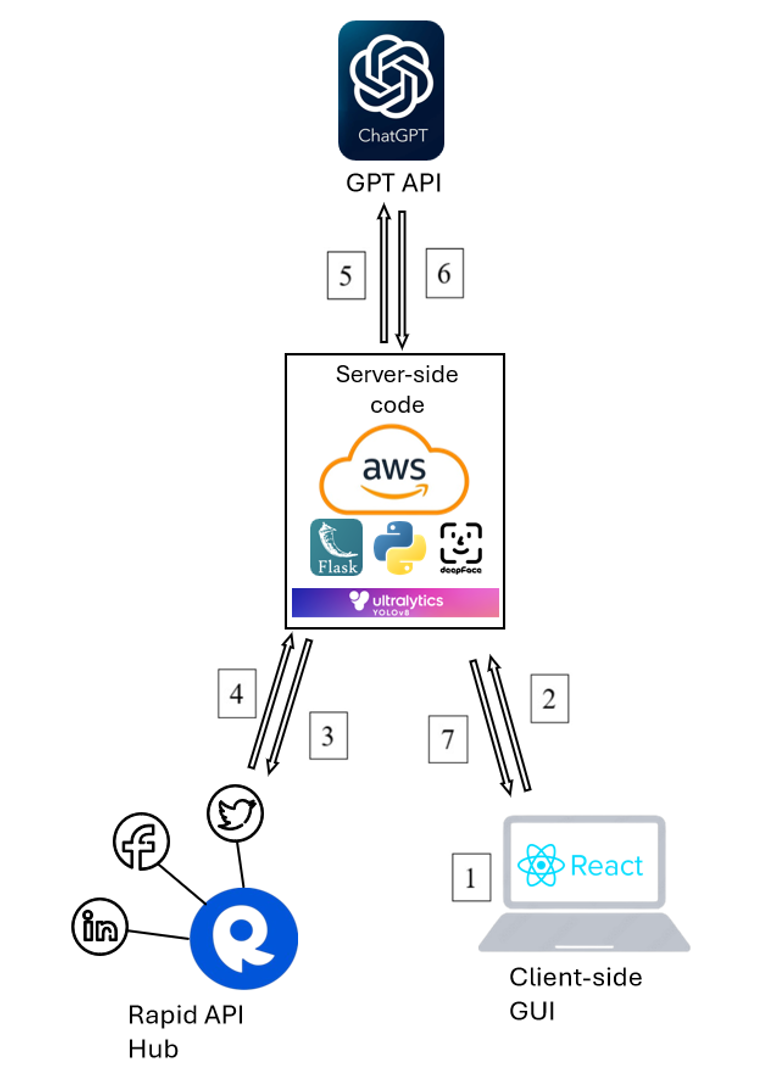 ChatGPT
GPT API
5
6
Server-side
code
aws
Flask
deepFace
ultralytics
YOLOv8
4
3
2
7
1
React
in
Client-side
GUI
Rapid API
Hub